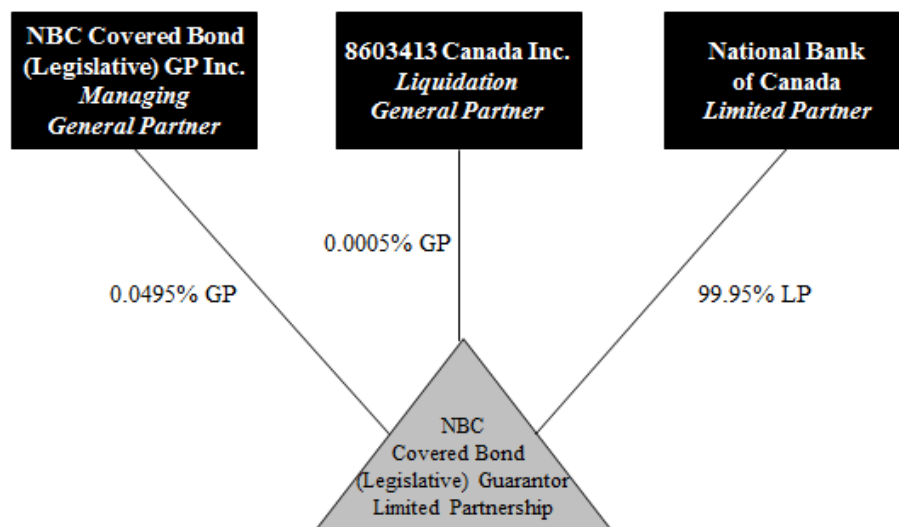 NBC Covered Bond
(Legislative) GP Inc.
Managing
General Partner
8603413 Canada Inc.
Liquidation
General Partner
National Bank
of Canada
Limited Partner
0.0495% GP
0.0005% GP
99.95% LP
NBC
Covered Bond
(Legislative) Guarantor
Limited Partnership